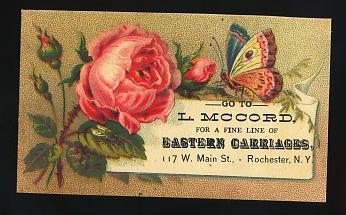 GO TO
L. MCCORD,
FOR A FINE LINE OF
EASTERN CARRIAGES,
117 W. Main St., - Rochester, N.Y.